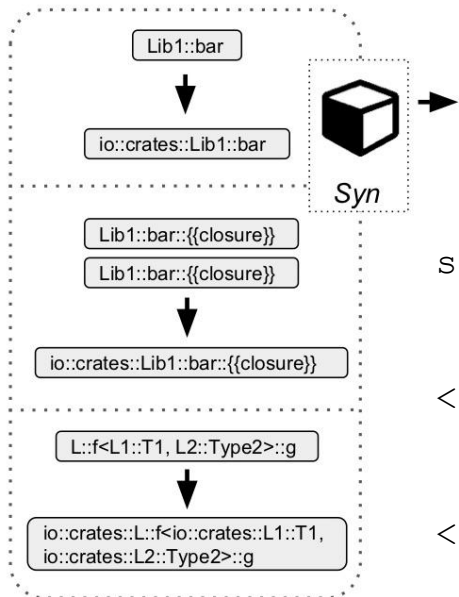 Lib1::bar
io::crates::Lib1::bar
Syn
Lib1::bar::{{closure}}
Lib1::bar::{{closure}}
s
io::crates::Lib1::bar::{{closure}}
<
L::f<L1::T1, L2::Type2>::g
io::crates::L::f<io::crates::L1::T1,
io::crates::L2::Type2>::g
<